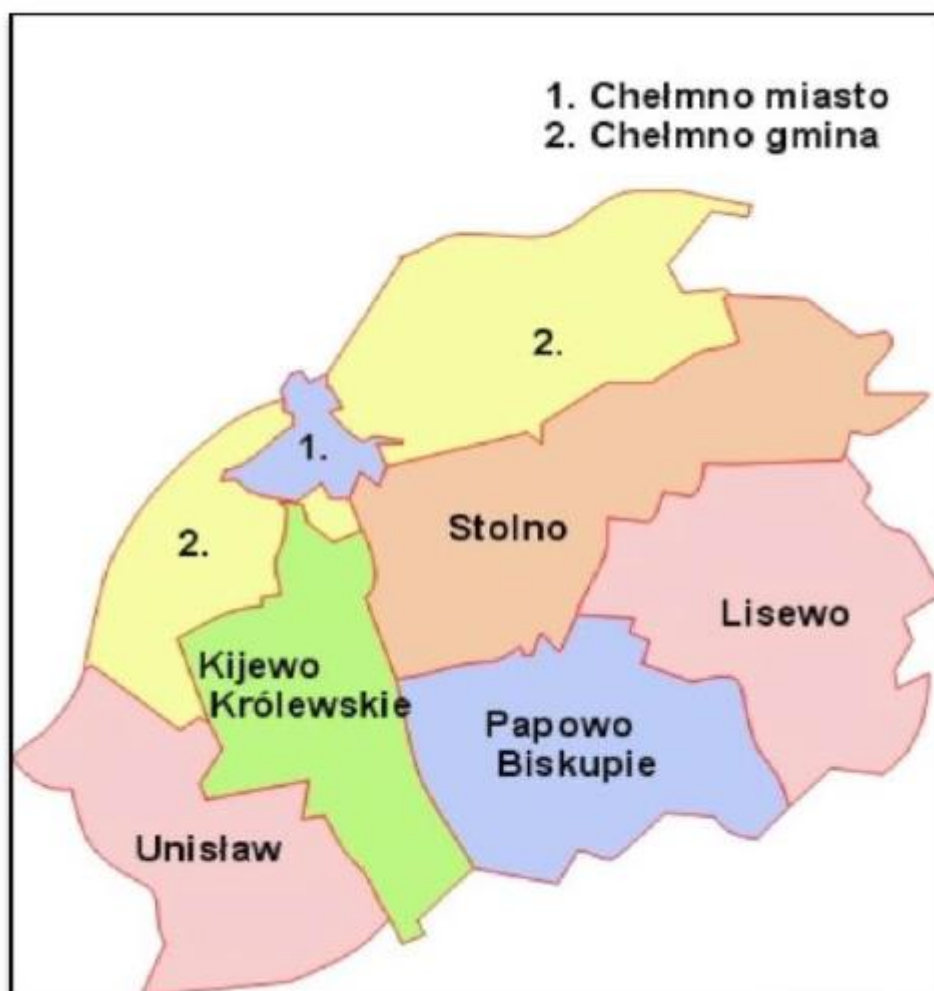 1. Chełmno miasto
2. Chełmno gmina
2.
1.
2.
Stolno
Lisewo
Kijewo
Królewskie
Papowo
Biskupie
Unisław